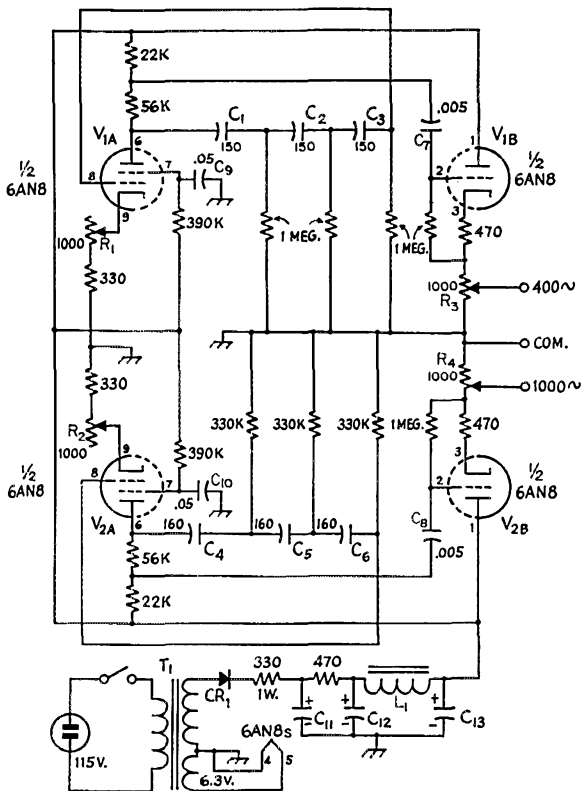 22K
56K
V1A
6
C1
150
C2
150
C3
150
.005
C7
1
V1B
1/2
6AN8
8
7
.05
C9
9
1000
R1
390K
330
1 MEG.
1 MEG.
2
3
1/2
6AN8
470
1000
R3
400~
COM.
R4
1000
1000~
330
R2
1000
9
390K
330K
330K
330K
1 MEG.
470
1/2
6AN8
8
7
.05
C10
V2A
6
160
C4
160
C5
160
C6
2
3
1/2
6AN8
C8
.005
1
V2B
56K
22K
T1
CR1
330
1W.
470
L1
+
-
C11
+
-
C12
+
-
C13
6AN8s
4
5
6.3V.
115V.